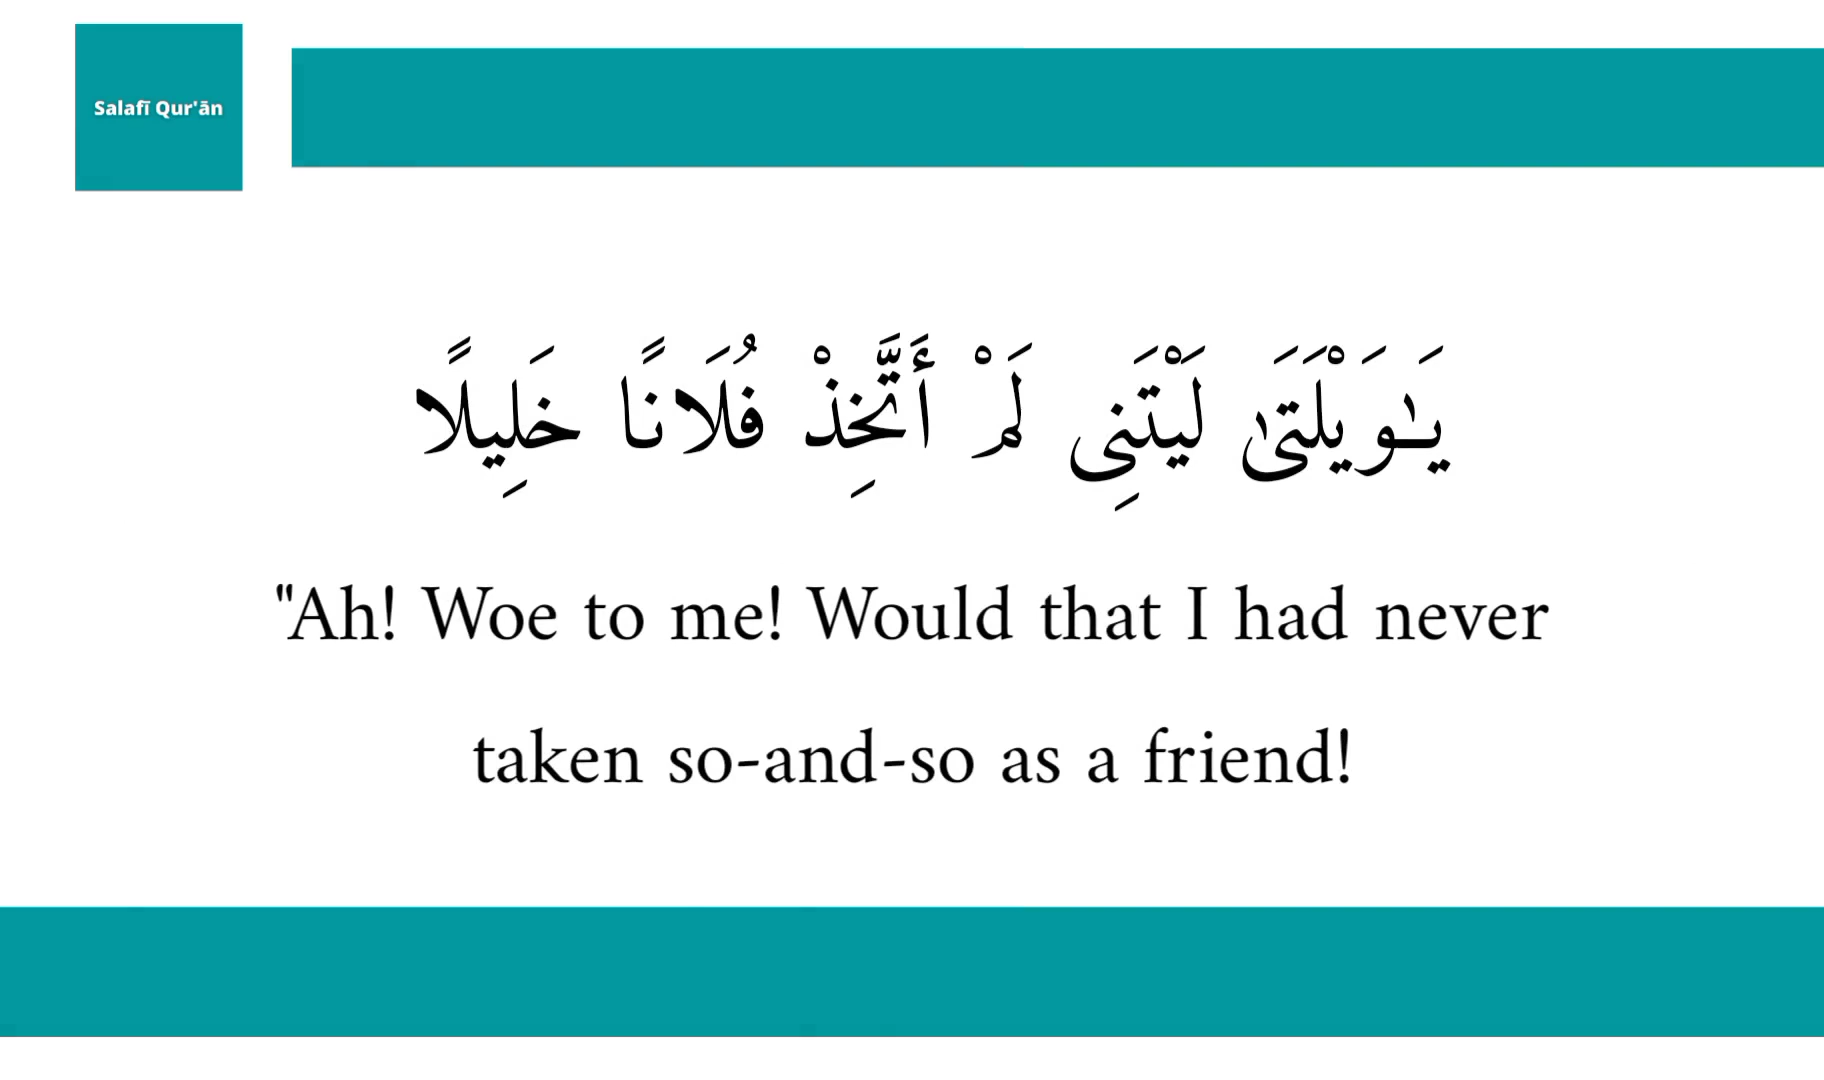 Salafī Qur'ān
يَـٰوَيْلَتَىٰ لَيْتَنِى لَمْ أَتَّخِذْ فُلَانًا خَلِيلًا
"Ah! Woe to me! Would that I had never
taken so-and-so as a friend!